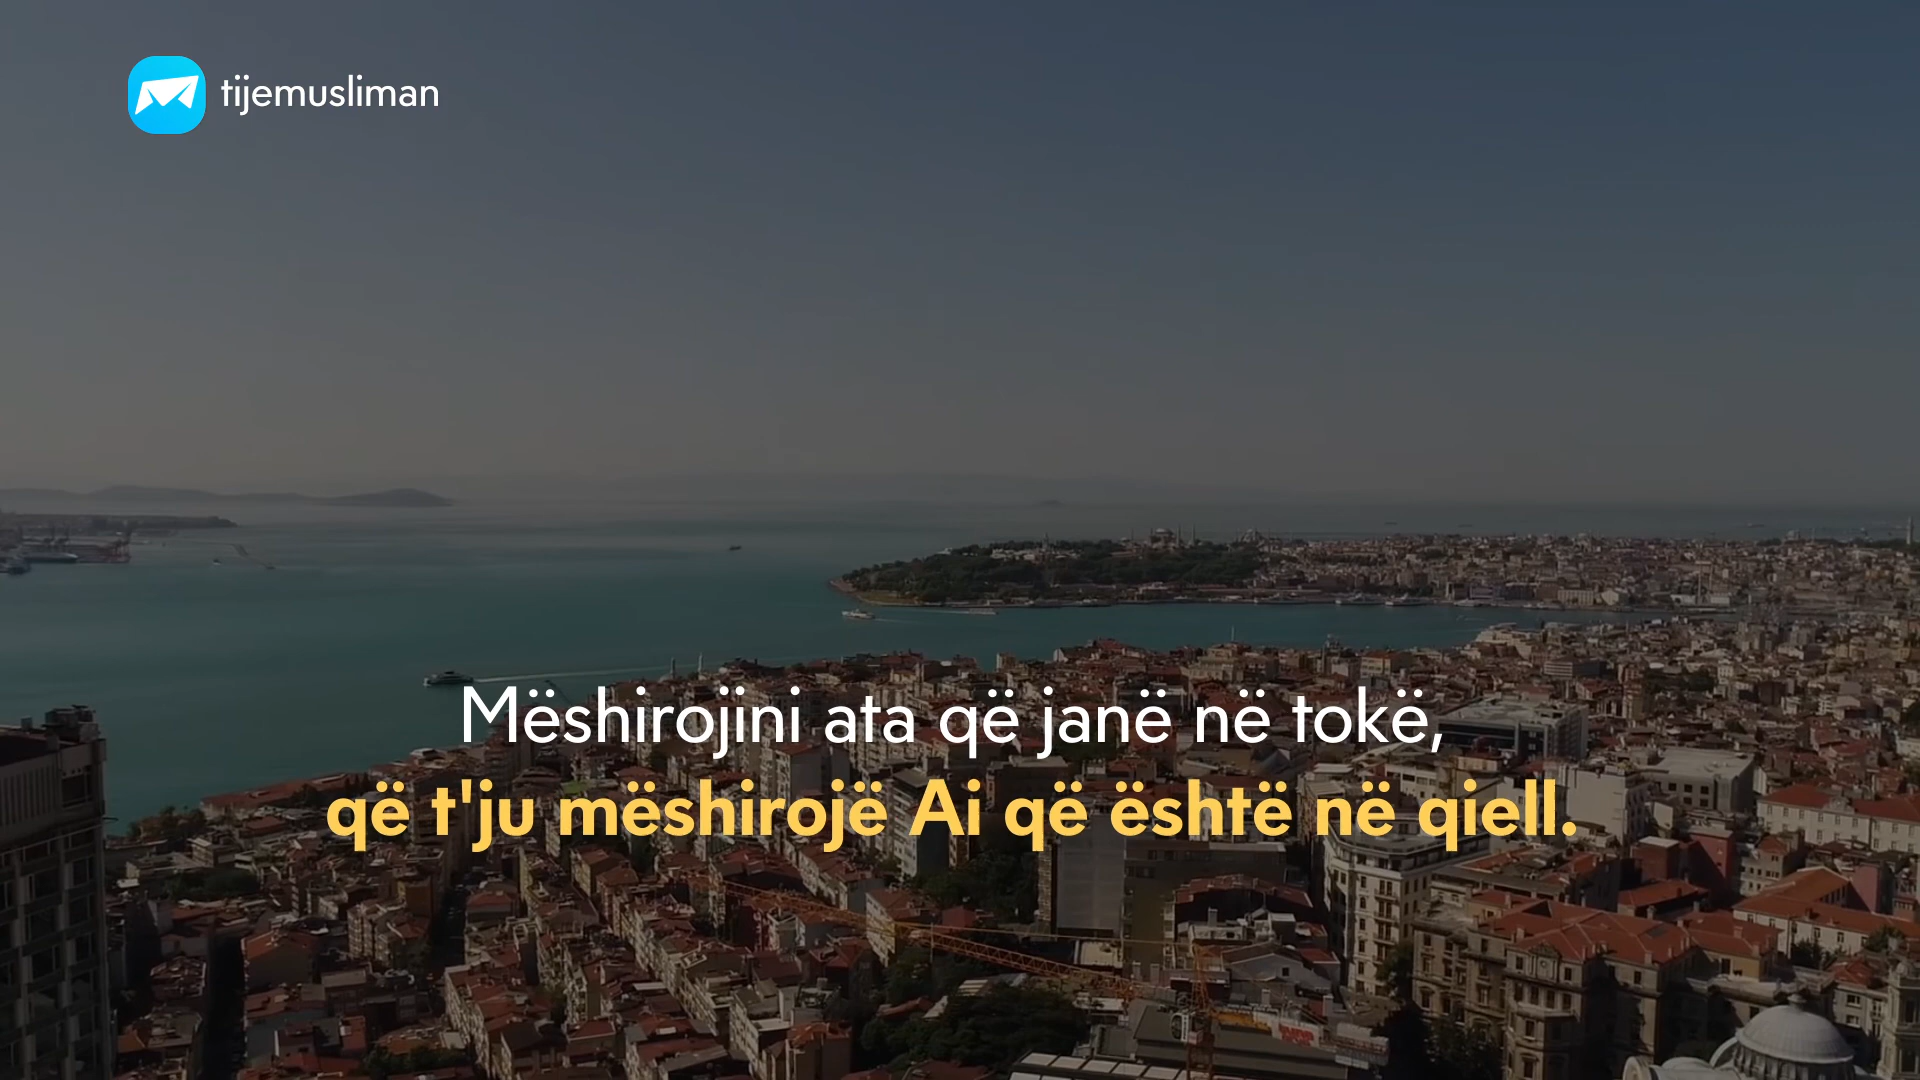 tijemusliman
Mëshirojini ata që janë në tokë,
që t'ju mëshirojë Ai që është në qiell.